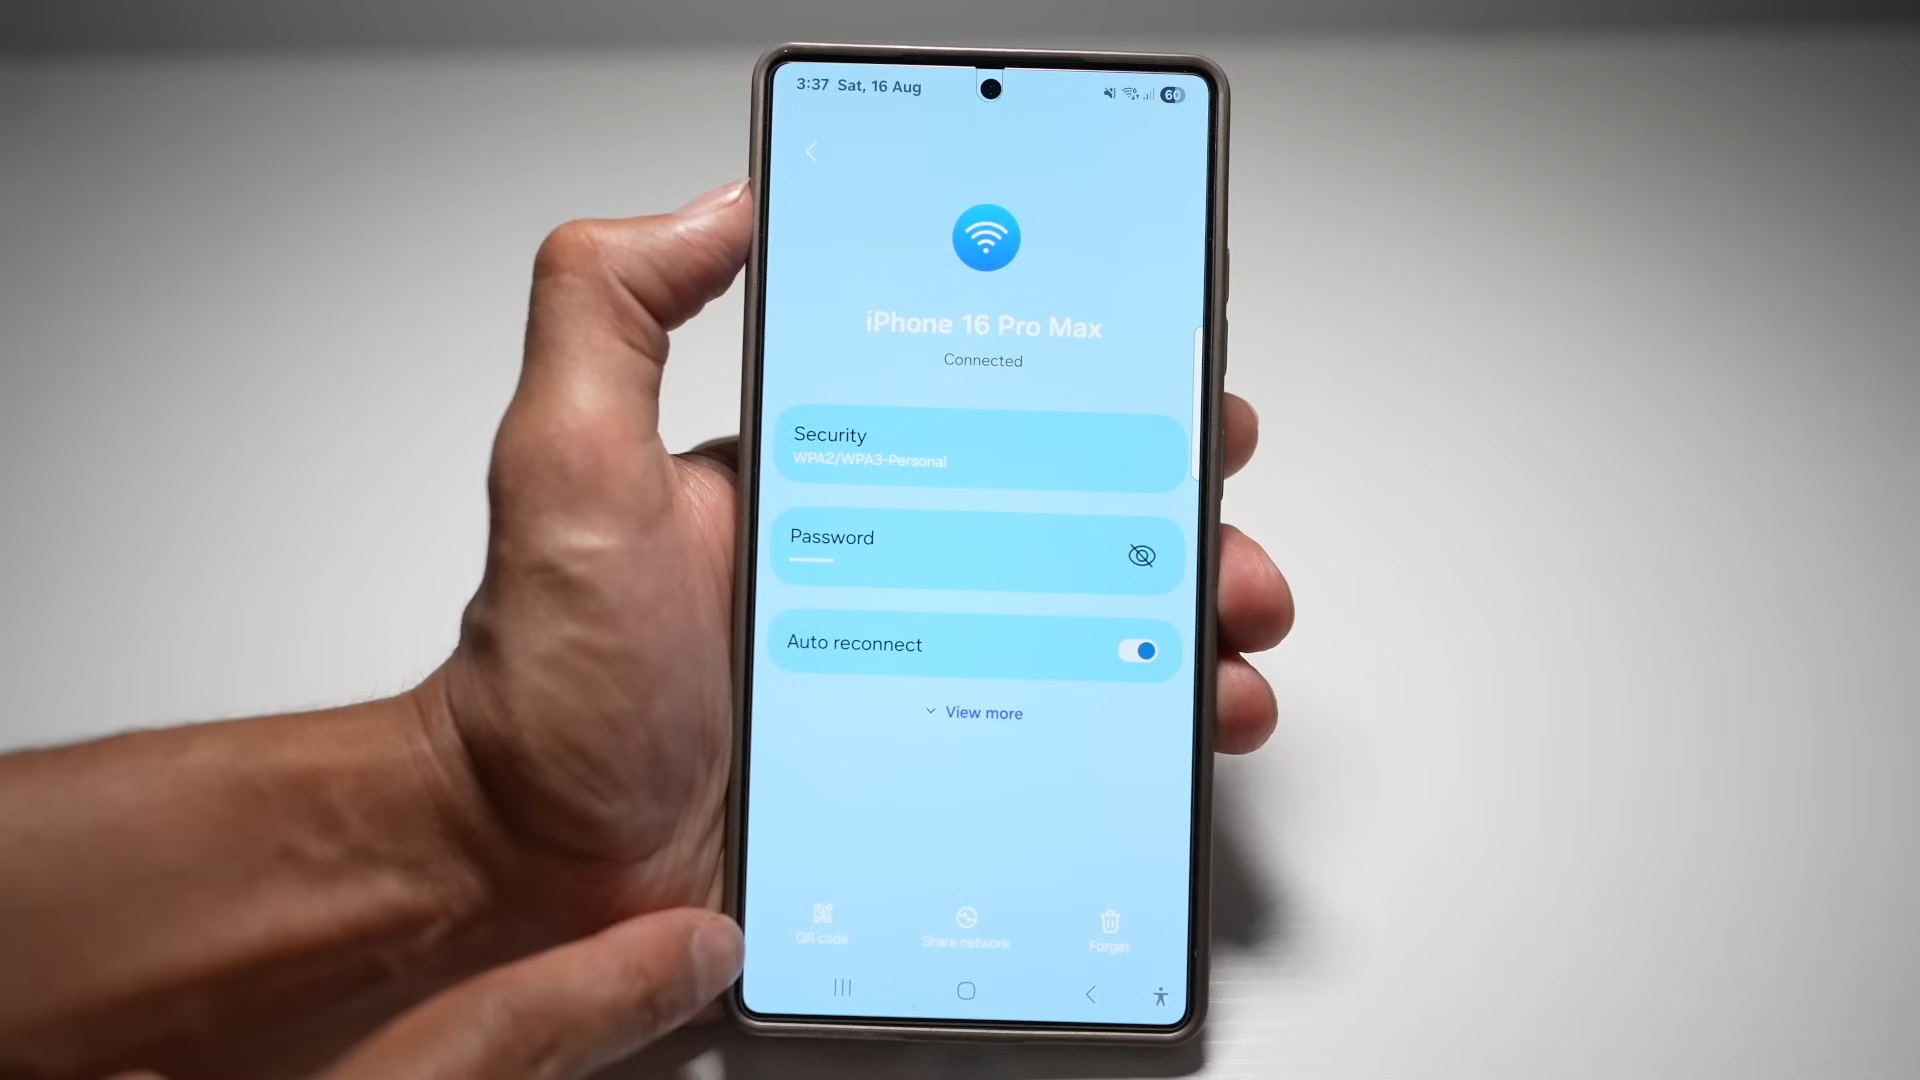 3:37 Sat, 16 Aug
60
iPhone 16 Pro Max
Connected
Security
WPA2/WPA3-Personal
Password
••••••••••
Auto reconnect
View more
QR code
Share network
Forget